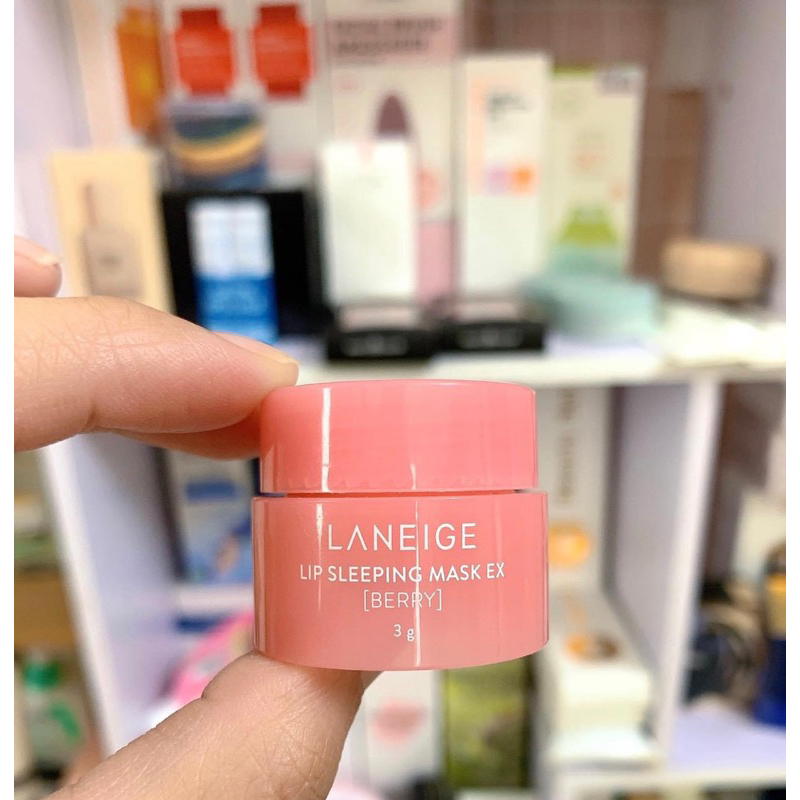 LANEIGE
LIP SLEEPING MASK EX
[BERRY]
3 g